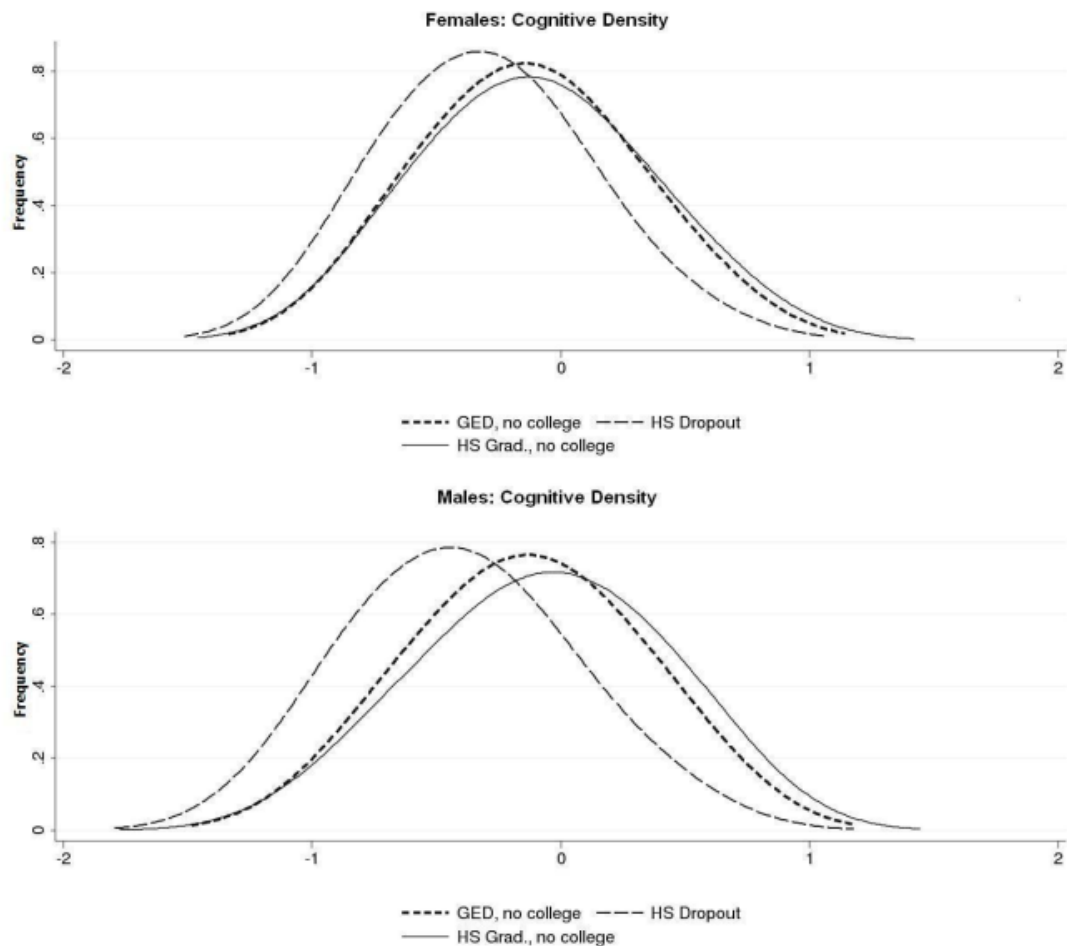 Females: Cognitive Density
Frequency
.8
.6
.4
.2
0
-2 -1 0 1 2
GED, no college HS Dropout
HS Grad., no college
Males: Cognitive Density
Frequency
.8
.6
.4
.2
0
-2 -1 0 1 2
GED, no college HS Dropout
HS Grad., no college